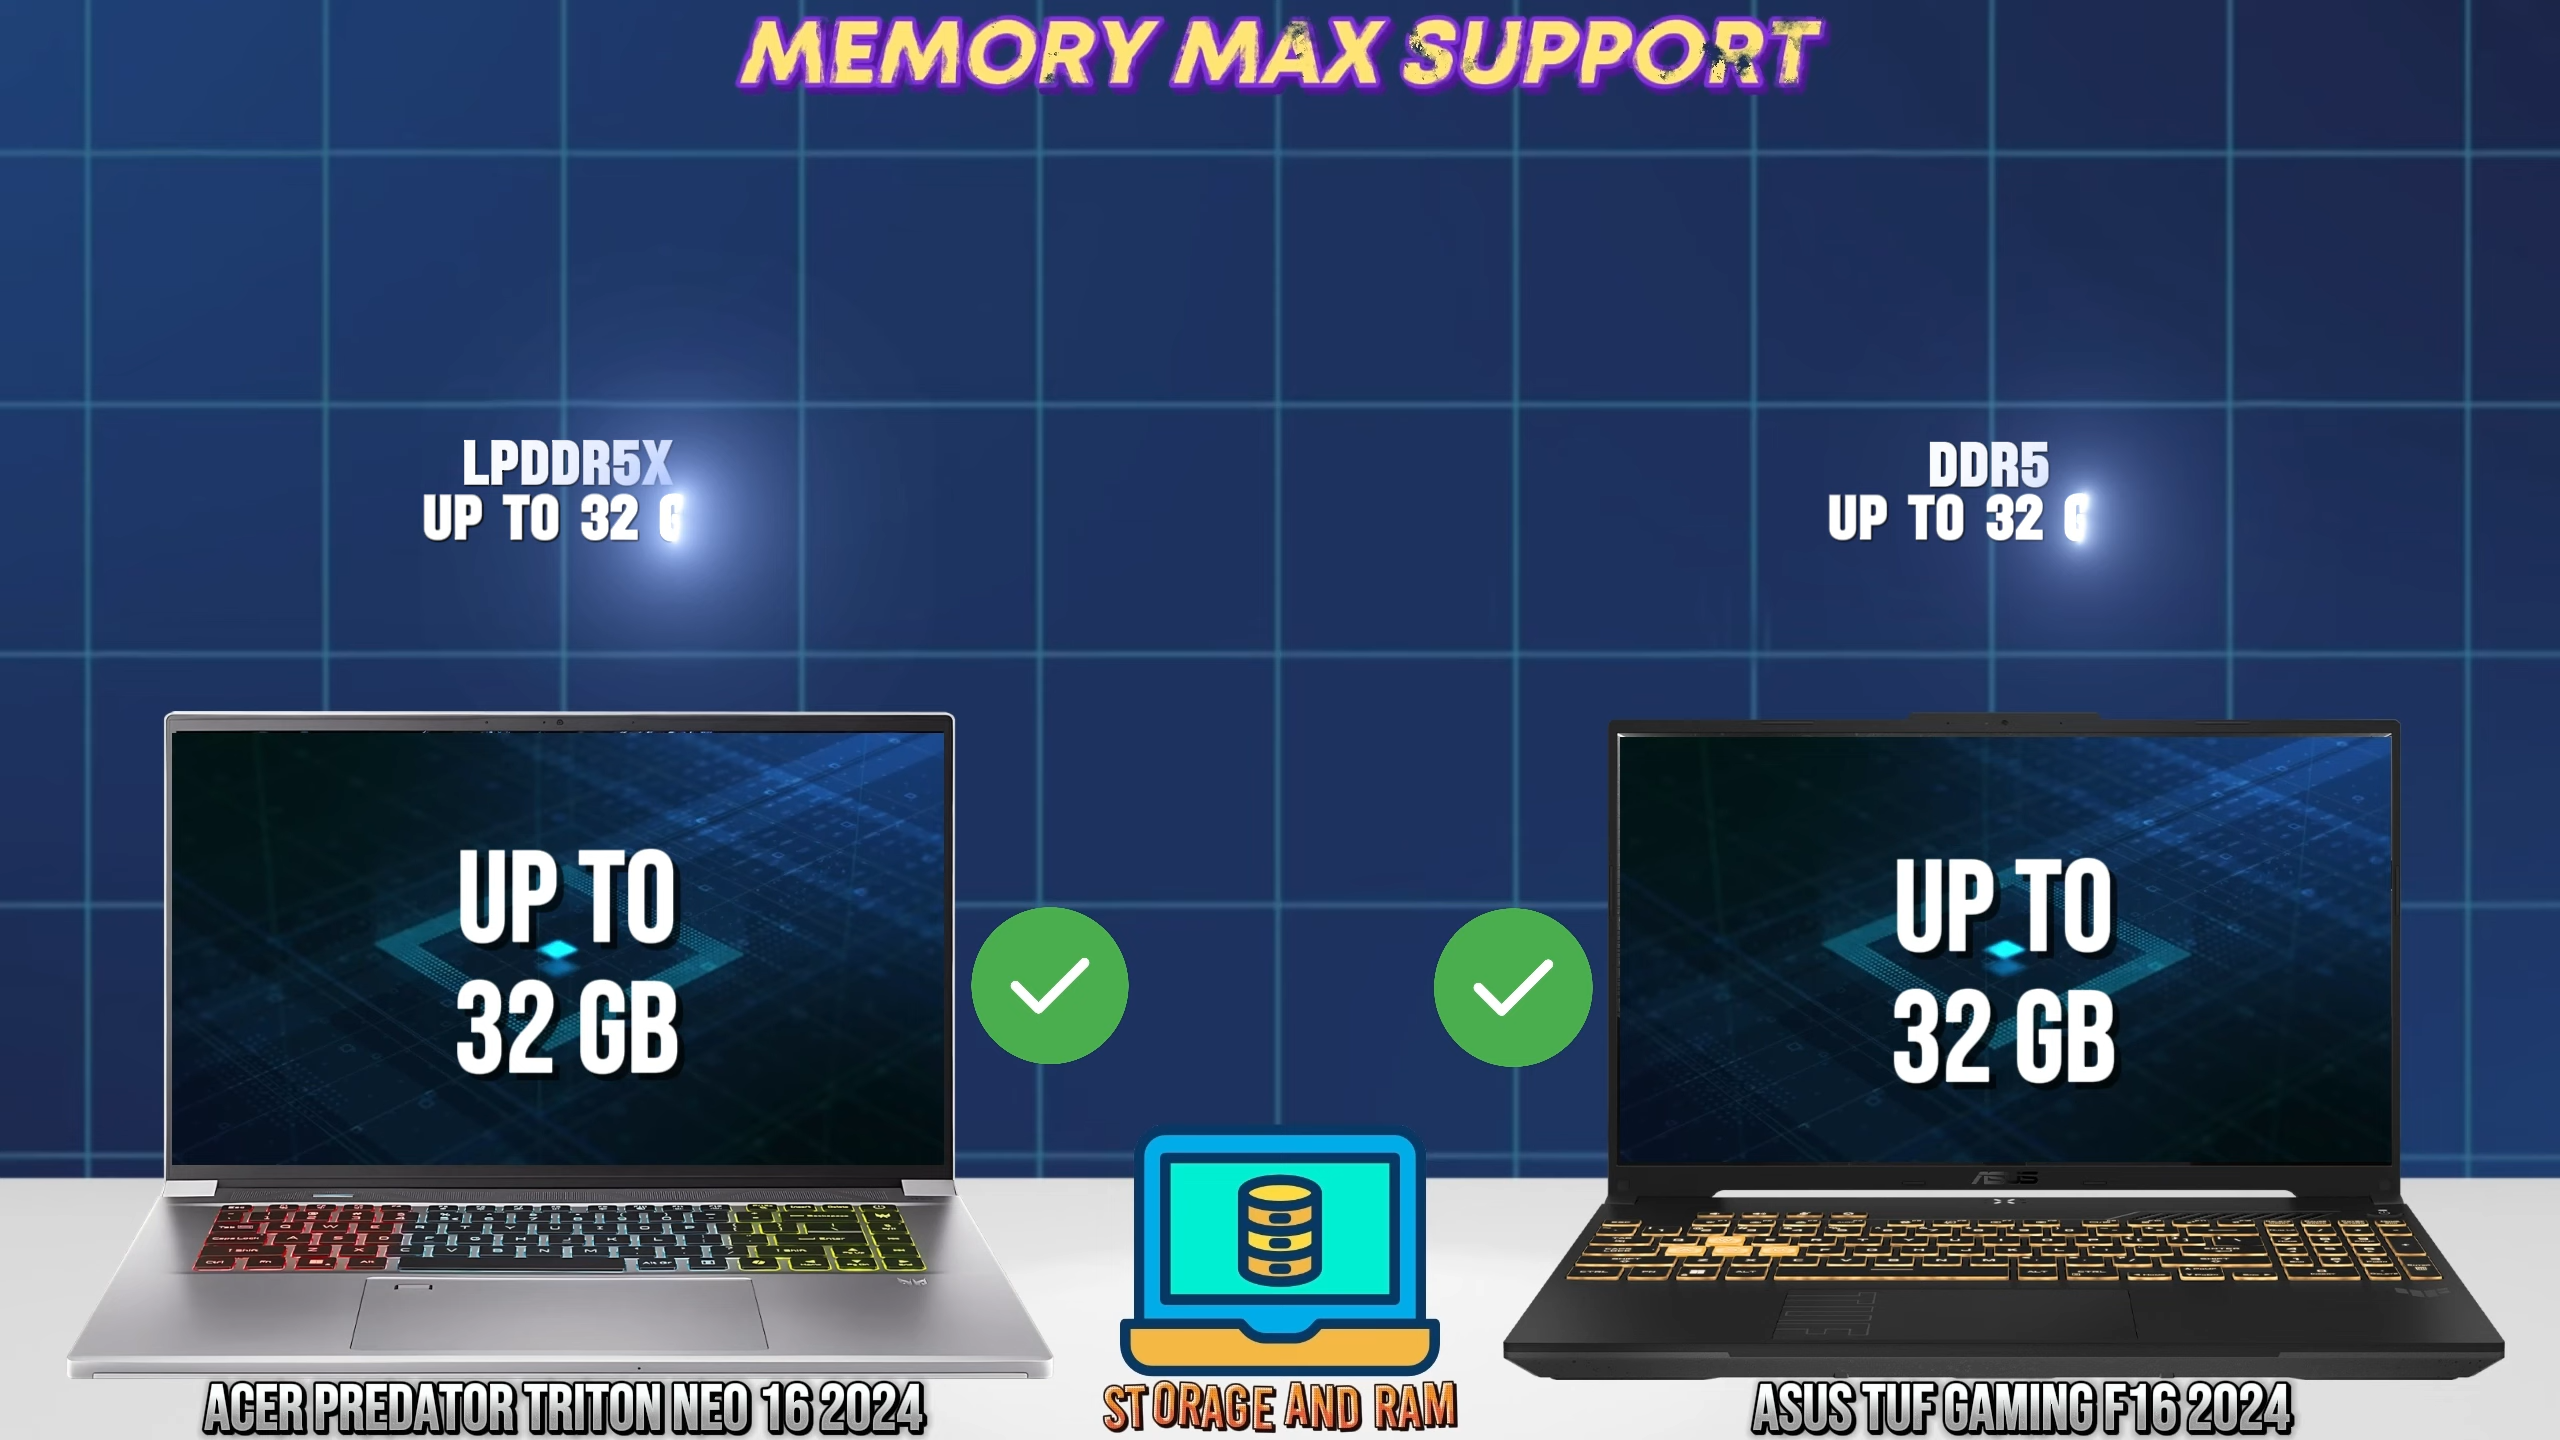 MEMORY MAX SUPPORT
LPDDR5X
UP TO 32 G
DDR5
UP TO 32 G
UP TO
32 GB
UP TO
32 GB
ASUS
ACER PREDATOR TRITON NEO 16 2024
STORAGE AND RAM
ASUS TUF GAMING F16 2024